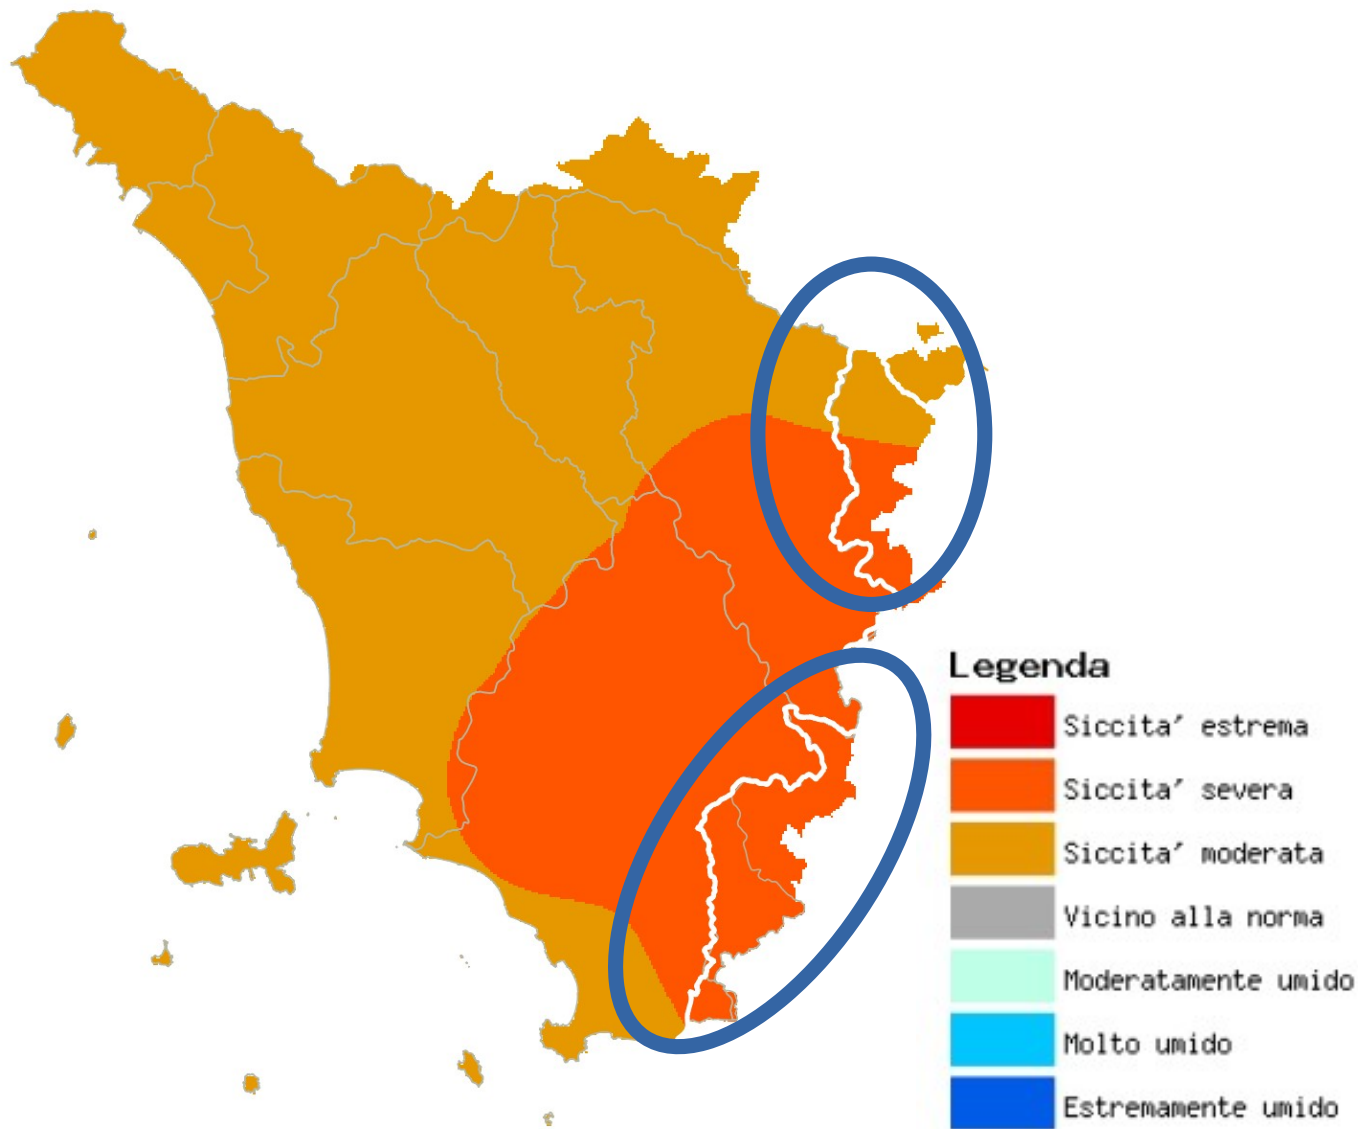 Legenda
Siccita' estrema
Siccita' severa
Siccita' moderata
Vicino alla norma
Moderatamente umido
Molto umido
Estremamente umido